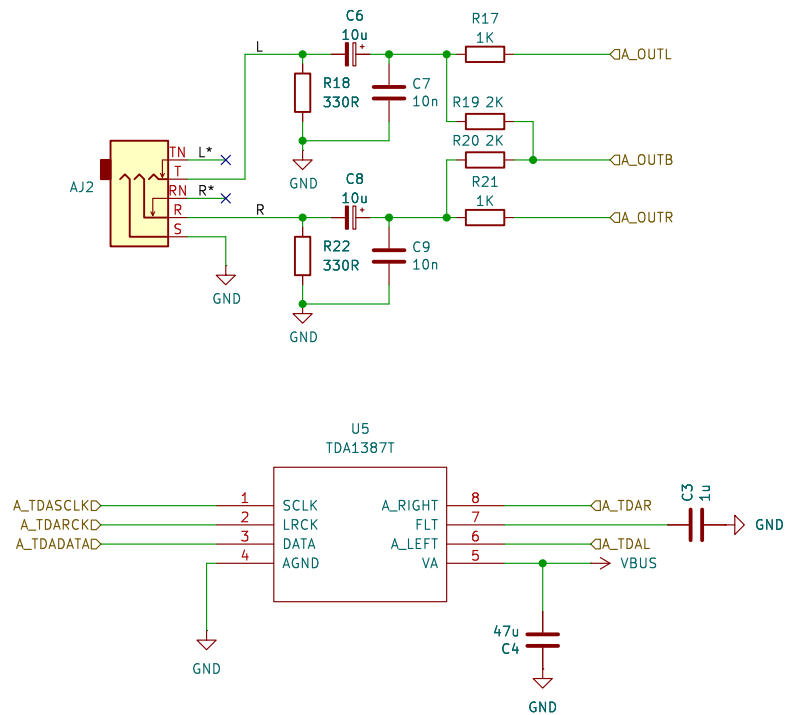 C6
10u
R17
1K
L
A_OUTL
R18
330R
C7
10n
R19 2K
R20 2K
GND
TN
L*
T
A_OUTB
AJ2
RN
R*
C8
10u
R21
1K
R
R
A_OUTR
S
R22
330R
C9
10n
GND
GND
U5
TDA1387T
A_TDASCLK
1
SCLK
A_RIGHT
8
A_TDAR
C3
1u
GND
A_TDARCK
2
LRCK
FLT
7
A_TDADATA
3
DATA
A_LEFT
6
A_TDAL
4
AGND
VA
5
VBUS
47u
C4
GND
GND